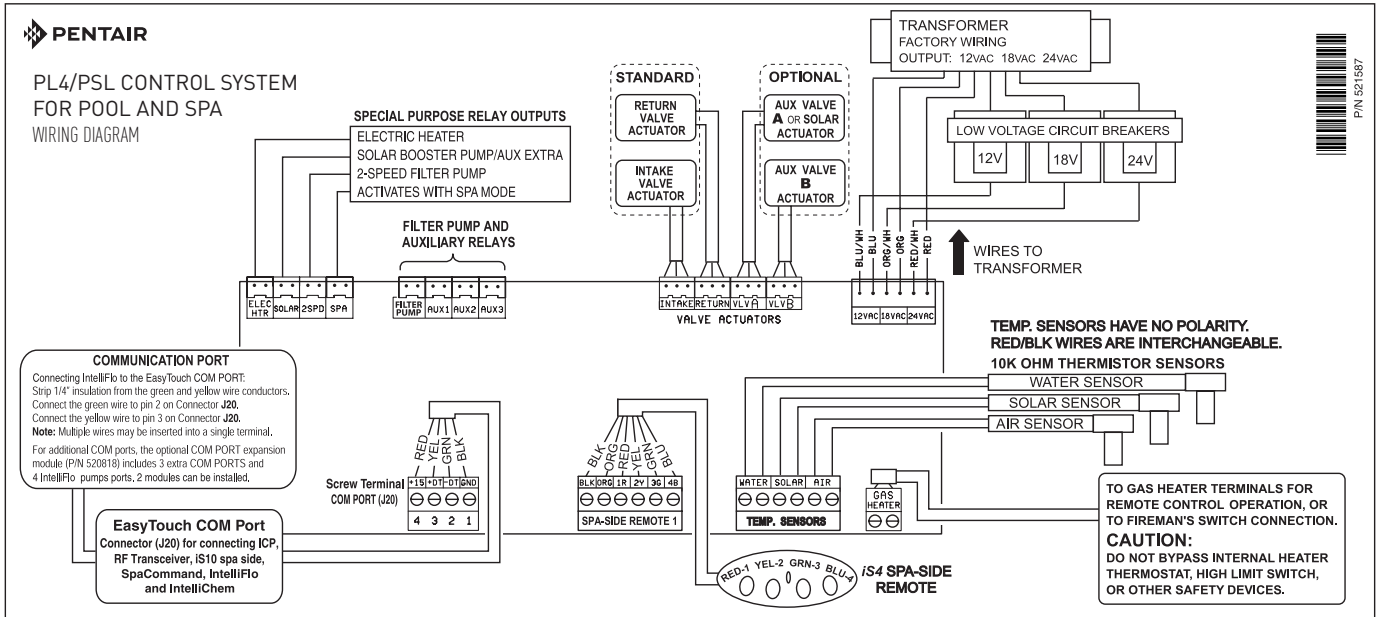 PENTAIR
PL4/PSL CONTROL SYSTEM
FOR POOL AND SPA
WIRING DIAGRAM
SPECIAL PURPOSE RELAY OUTPUTS
ELECTRIC HEATER
SOLAR BOOSTER PUMP/AUX EXTRA
2-SPEED FILTER PUMP
ACTIVATES WITH SPA MODE
FILTER PUMP AND
AUXILIARY RELAYS
STANDARD
RETURN
VALVE
ACTUATOR
INTAKE
VALVE
ACTUATOR
OPTIONAL
AUX VALVE
A OR SOLAR
ACTUATOR
AUX VALVE
B
ACTUATOR
TRANSFORMER
FACTORY WIRING
OUTPUT: 12VAC 18VAC 24VAC
LOW VOLTAGE CIRCUIT BREAKERS
12V 18V 24V
P/N 521587
BLU/WH
BLU
ORG/WH
ORG
RED/WH
RED
WIRES TO
TRANSFORMER
ELEC
HTR
SOLAR
2SPD
SPA
FILTER
PUMP
AUX1
AUX2
AUX3
INTAKE
RETURN
VLVA
VLVB
VALVE ACTUATORS
12VAC
18VAC
24VAC
TEMP. SENSORS HAVE NO POLARITY.
RED/BLK WIRES ARE INTERCHANGEABLE.
10K OHM THERMISTOR SENSORS
WATER SENSOR
SOLAR SENSOR
AIR SENSOR
COMMUNICATION PORT
Connecting IntelliFlo to the EasyTouch COM PORT:
Strip 1/4" insulation from the green and yellow wire conductors.
Connect the green wire to pin 2 on Connector J20.
Connect the yellow wire to pin 3 on Connector J20.
Note: Multiple wires may be inserted into a single terminal.
For additional COM ports, the optional COM PORT expansion
module (P/N 520818) includes 3 extra COM PORTS and
4 IntelliFlo pumps ports. 2 modules can be installed.
EasyTouch COM Port
Connector (J20) for connecting ICP,
RF Transceiver, iS10 spa side,
SpaCommand, IntelliFlo
and IntelliChem
RED
YEL
GRN
BLK
Screw Terminal
COM PORT (J20)
+15 +DT -DT GND
4 3 2 1
BLK
ORG
RED
YEL
GRN
BLU
BLK ORG 1R 2Y 3G 4B
SPA-SIDE REMOTE 1
WATER SOLAR AIR
TEMP. SENSORS
GAS
HEATER
RED-1 YEL-2 GRN-3 BLU-4
iS4 SPA-SIDE
REMOTE
TO GAS HEATER TERMINALS FOR
REMOTE CONTROL OPERATION, OR
TO FIREMAN'S SWITCH CONNECTION.
CAUTION:
DO NOT BYPASS INTERNAL HEATER
THERMOSTAT, HIGH LIMIT SWITCH,
OR OTHER SAFETY DEVICES.